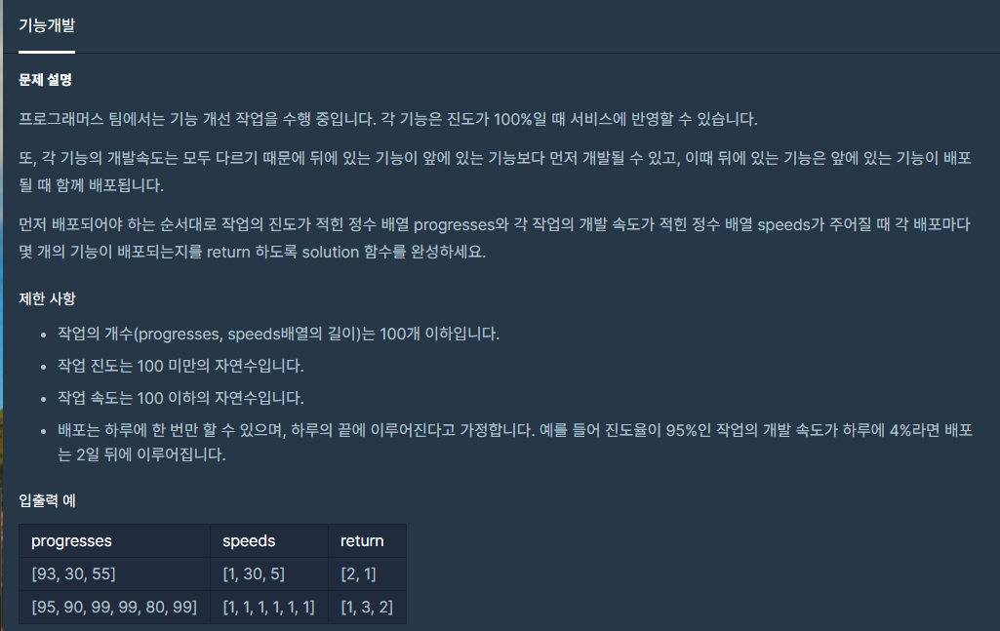 기능개발
문제 설명
프로그래머스 팀에서는 기능 개선 작업을 수행 중입니다. 각 기능은 진도가 100%일 때 서비스에 반영할 수 있습니다.
또, 각 기능의 개발속도는 모두 다르기 때문에 뒤에 있는 기능이 앞에 있는 기능보다 먼저 개발될 수 있고, 이때 뒤에 있는 기능은 앞에 있는 기능이 배포
될 때 함께 배포됩니다.
먼저 배포되어야 하는 순서대로 작업의 진도가 적힌 정수 배열 progresses와 각 작업의 개발 속도가 적힌 정수 배열 speeds가 주어질 때 각 배포마다
몇 개의 기능이 배포되는지를 return 하도록 solution 함수를 완성하세요.
제한 사항
• 작업의 개수(progresses, speeds배열의 길이)는 100개 이하입니다.
• 작업 진도는 100 미만의 자연수입니다.
• 작업 속도는 100 이하의 자연수입니다.
• 배포는 하루에 한 번만 할 수 있으며, 하루의 끝에 이루어진다고 가정합니다. 예를 들어 진도율이 95%인 작업의 개발 속도가 하루에 4%라면 배포
는 2일 뒤에 이루어집니다.
입출력 예
progresses speeds return
[93, 30, 55] [1, 30, 5] [2, 1]
[95, 90, 99, 99, 80, 99] [1, 1, 1, 1, 1, 1] [1, 3, 2]